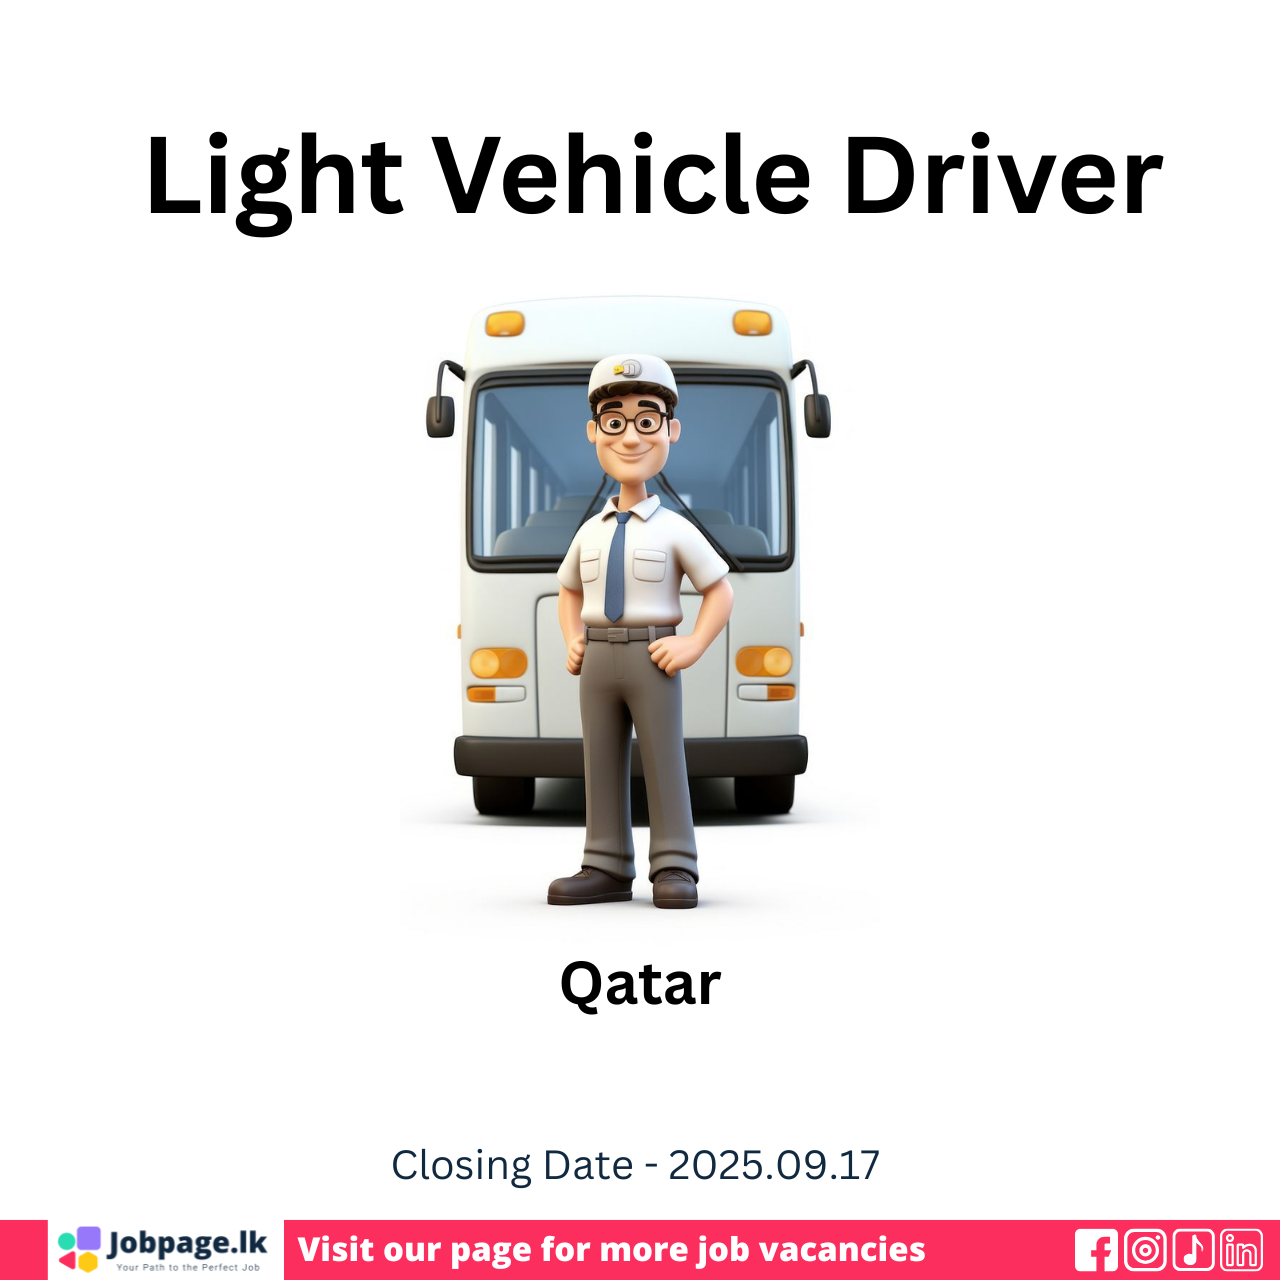 Light Vehicle Driver
Qatar
Closing Date - 2025.09.17
Jobpage.lk
Your Path to the Perfect Job
Visit our page for more job vacancies